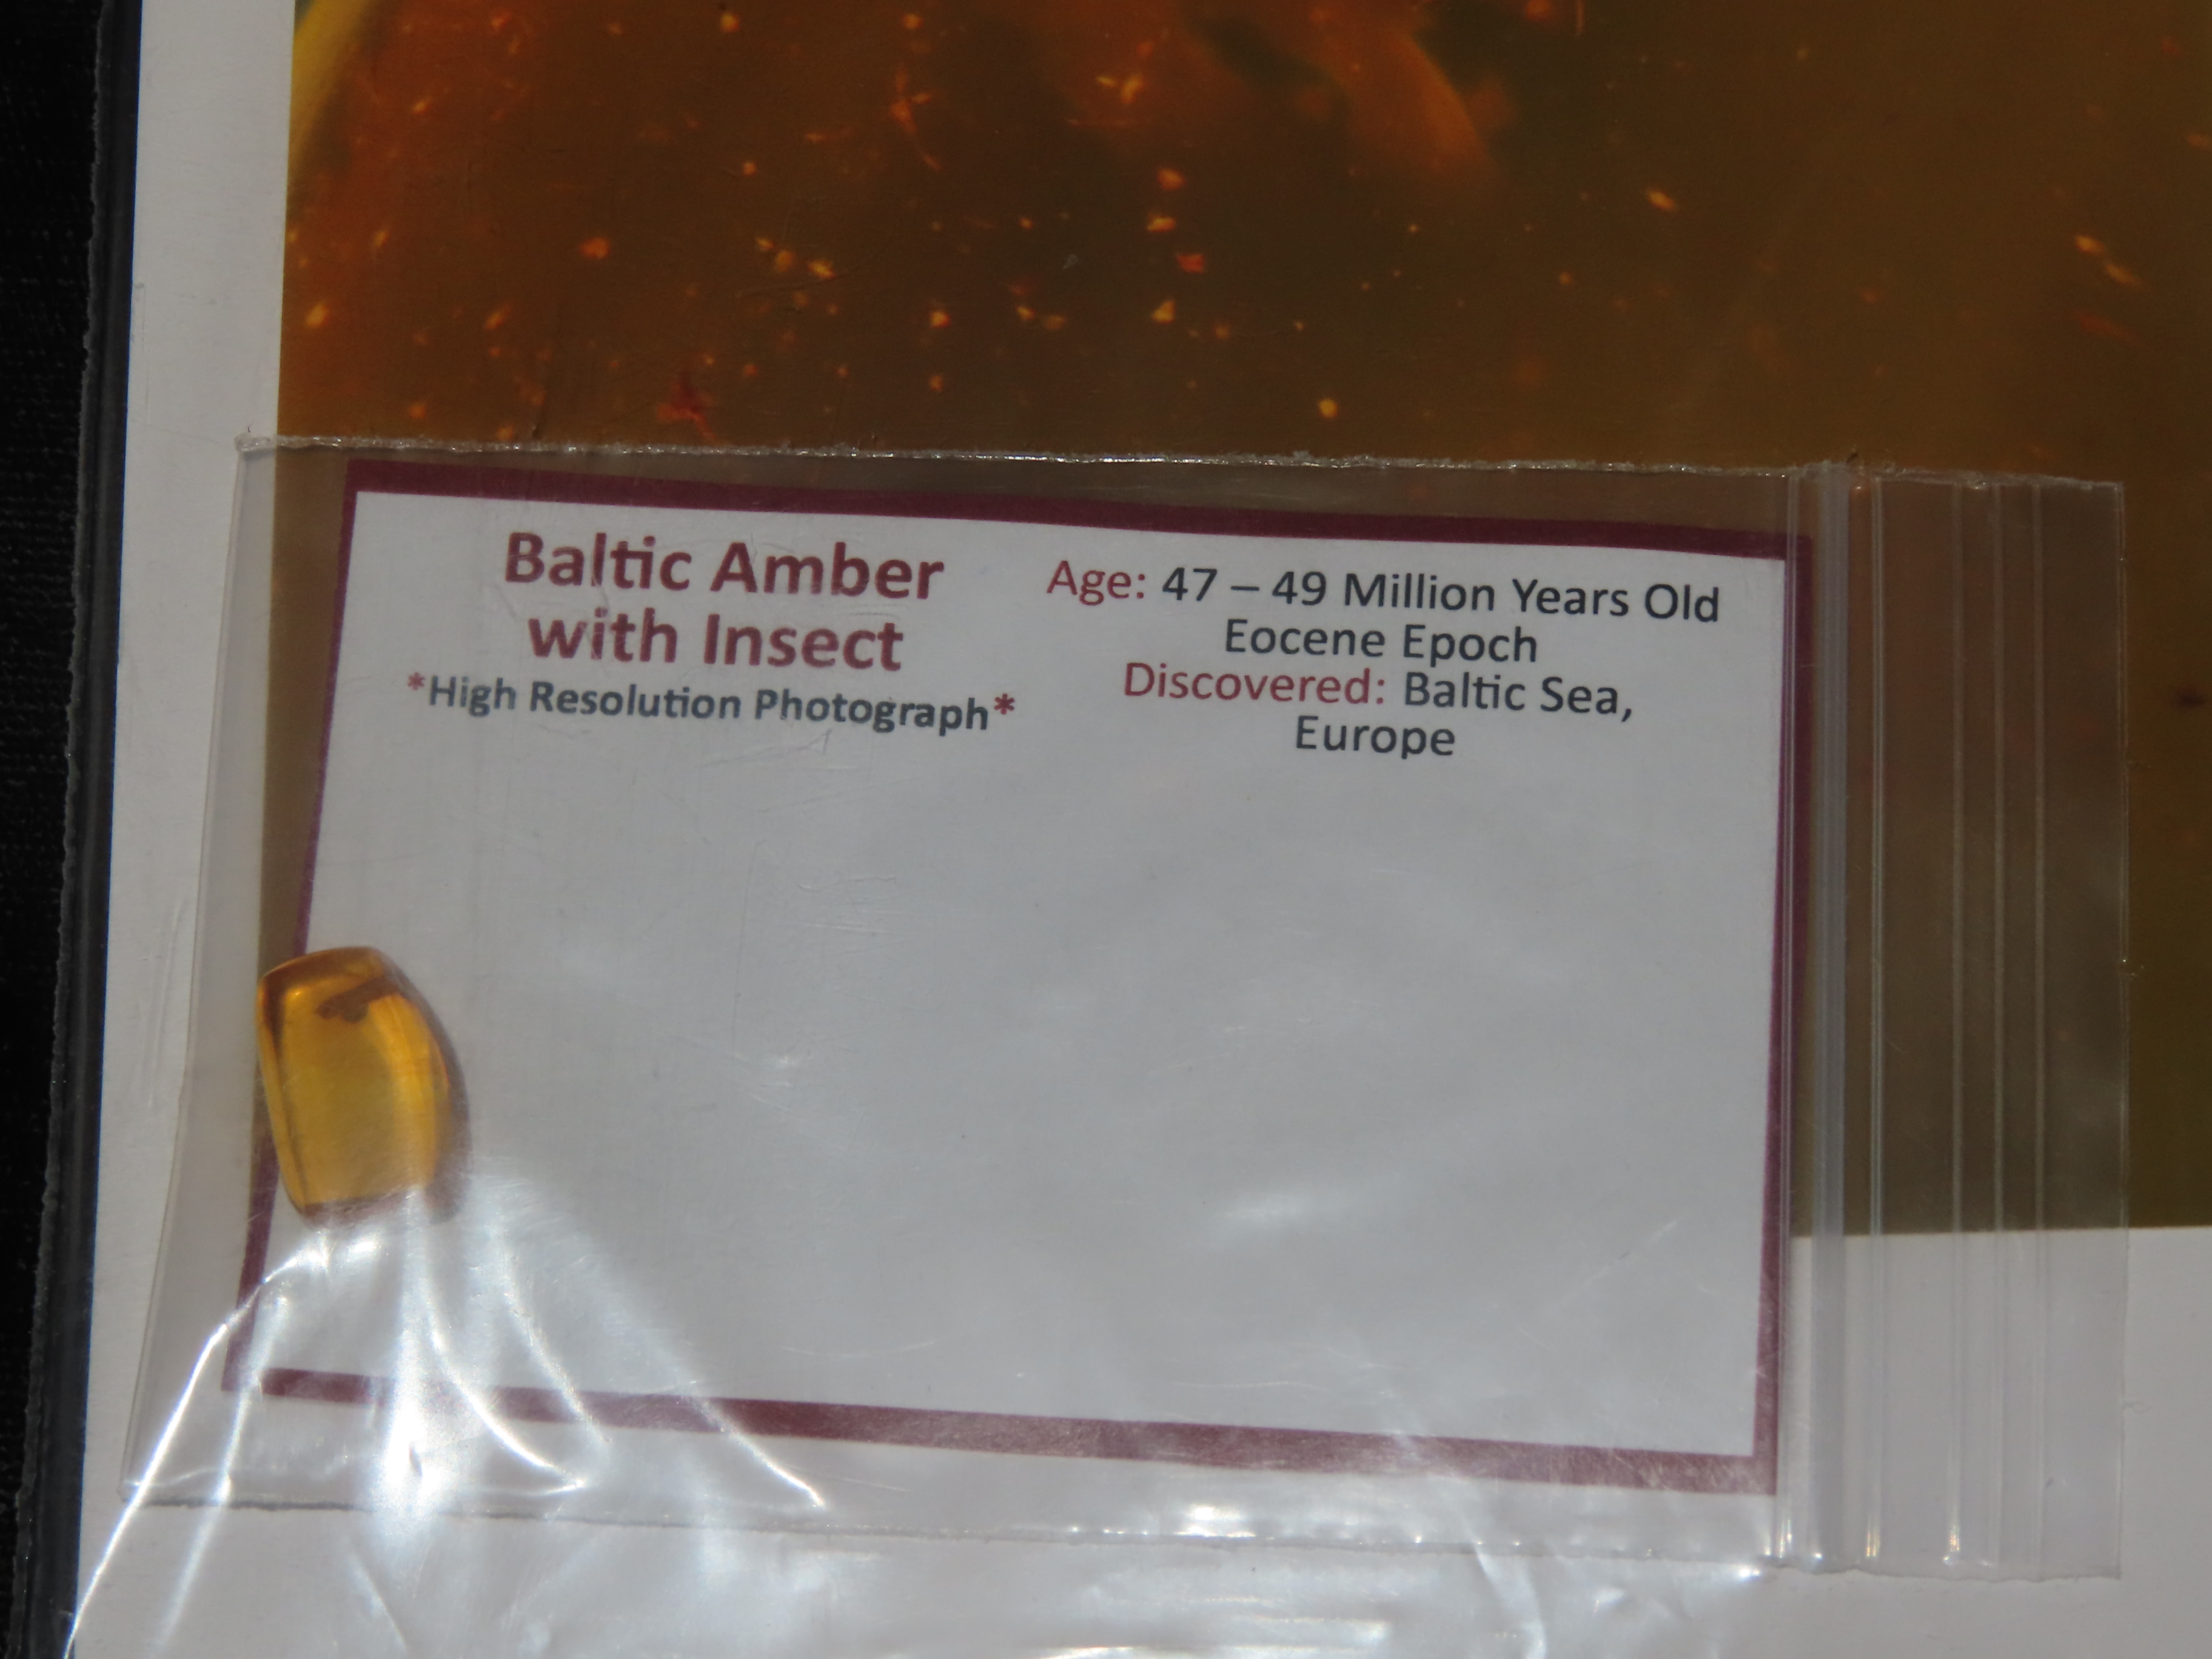 Baltic Amber
with Insect
*High Resolution Photograph*
Age: 47 – 49 Million Years Old
Eocene Epoch
Discovered: Baltic Sea,
Europe